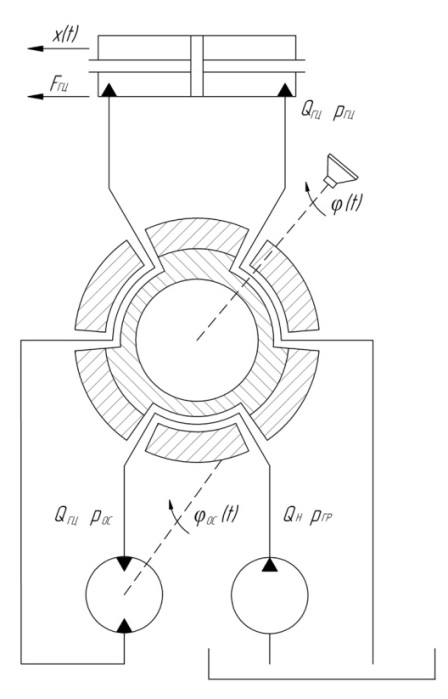 x(t)
Fгц
Qгц pгц
φ(t)
Qгц pос
φос(t)
Qн pгр